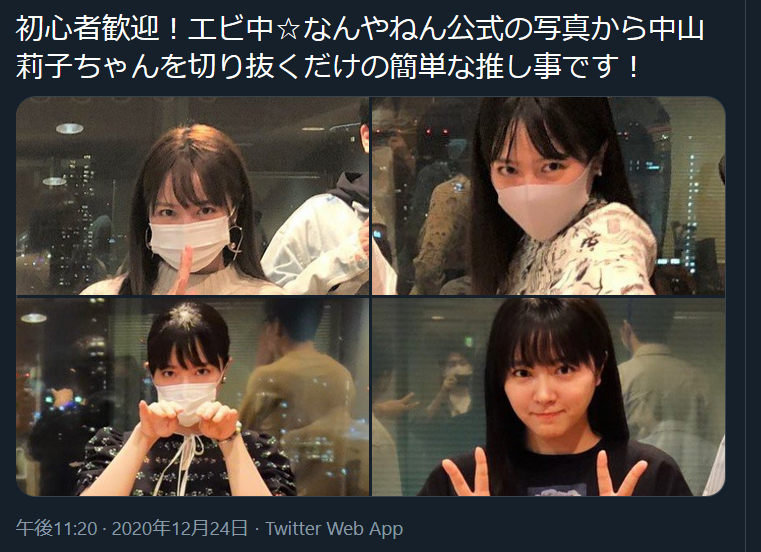 初心者歓迎！エビ中☆なんやねん公式の写真から中山
莉子ちゃんを切り抜くだけの簡単な推し事です！
午後11:20 · 2020年12月24日 · Twitter Web App